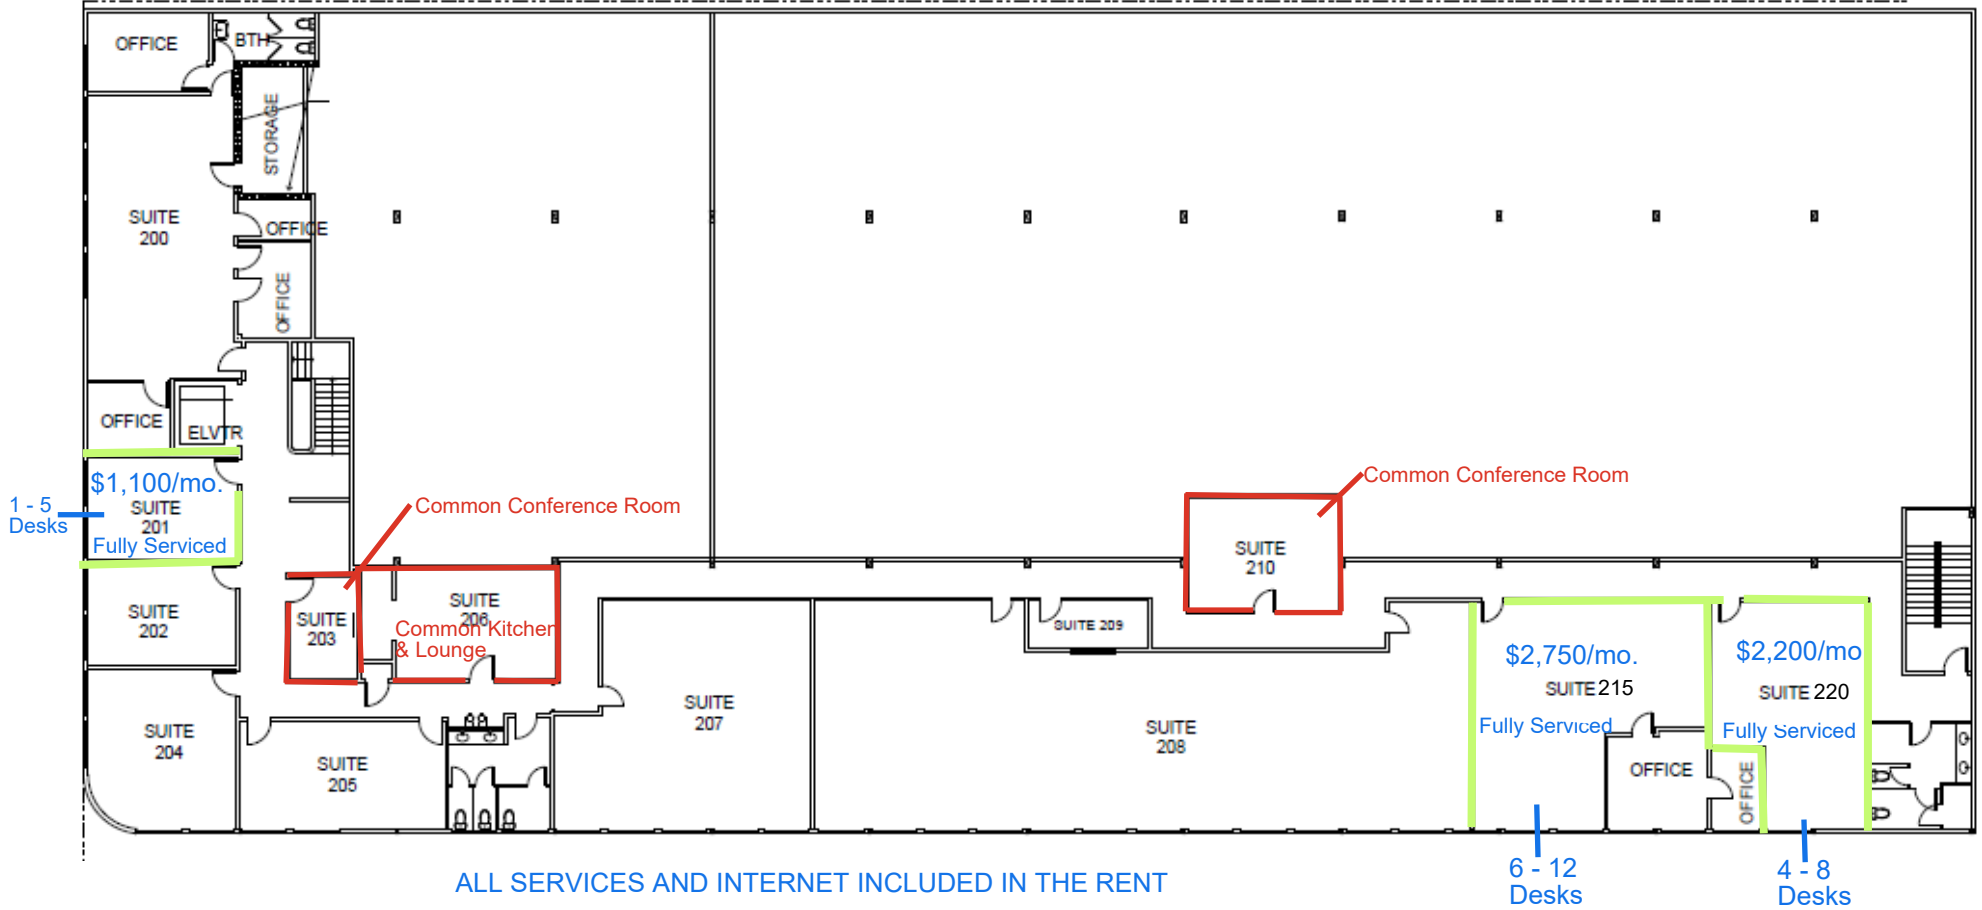 OFFICE
BTH
STORAGE
SUITE
200
OFFICE
OFFICE
OFFICE
ELVTR
$1,100/mo.
1 - 5
Desks
SUITE
201
Fully Serviced
Common Conference Room
Common Conference Room
SUITE
210
SUITE
202
SUITE
203
SUITE
206
Common Kitchen
& Lounge
SUITE 209
$2,750/mo.
SUITE 215
Fully Serviced
$2,200/mo
SUITE 220
Fully Serviced
SUITE
204
SUITE
205
SUITE
207
SUITE
208
OFFICE
OFFICE
6 - 12
Desks
4 - 8
Desks
ALL SERVICES AND INTERNET INCLUDED IN THE RENT